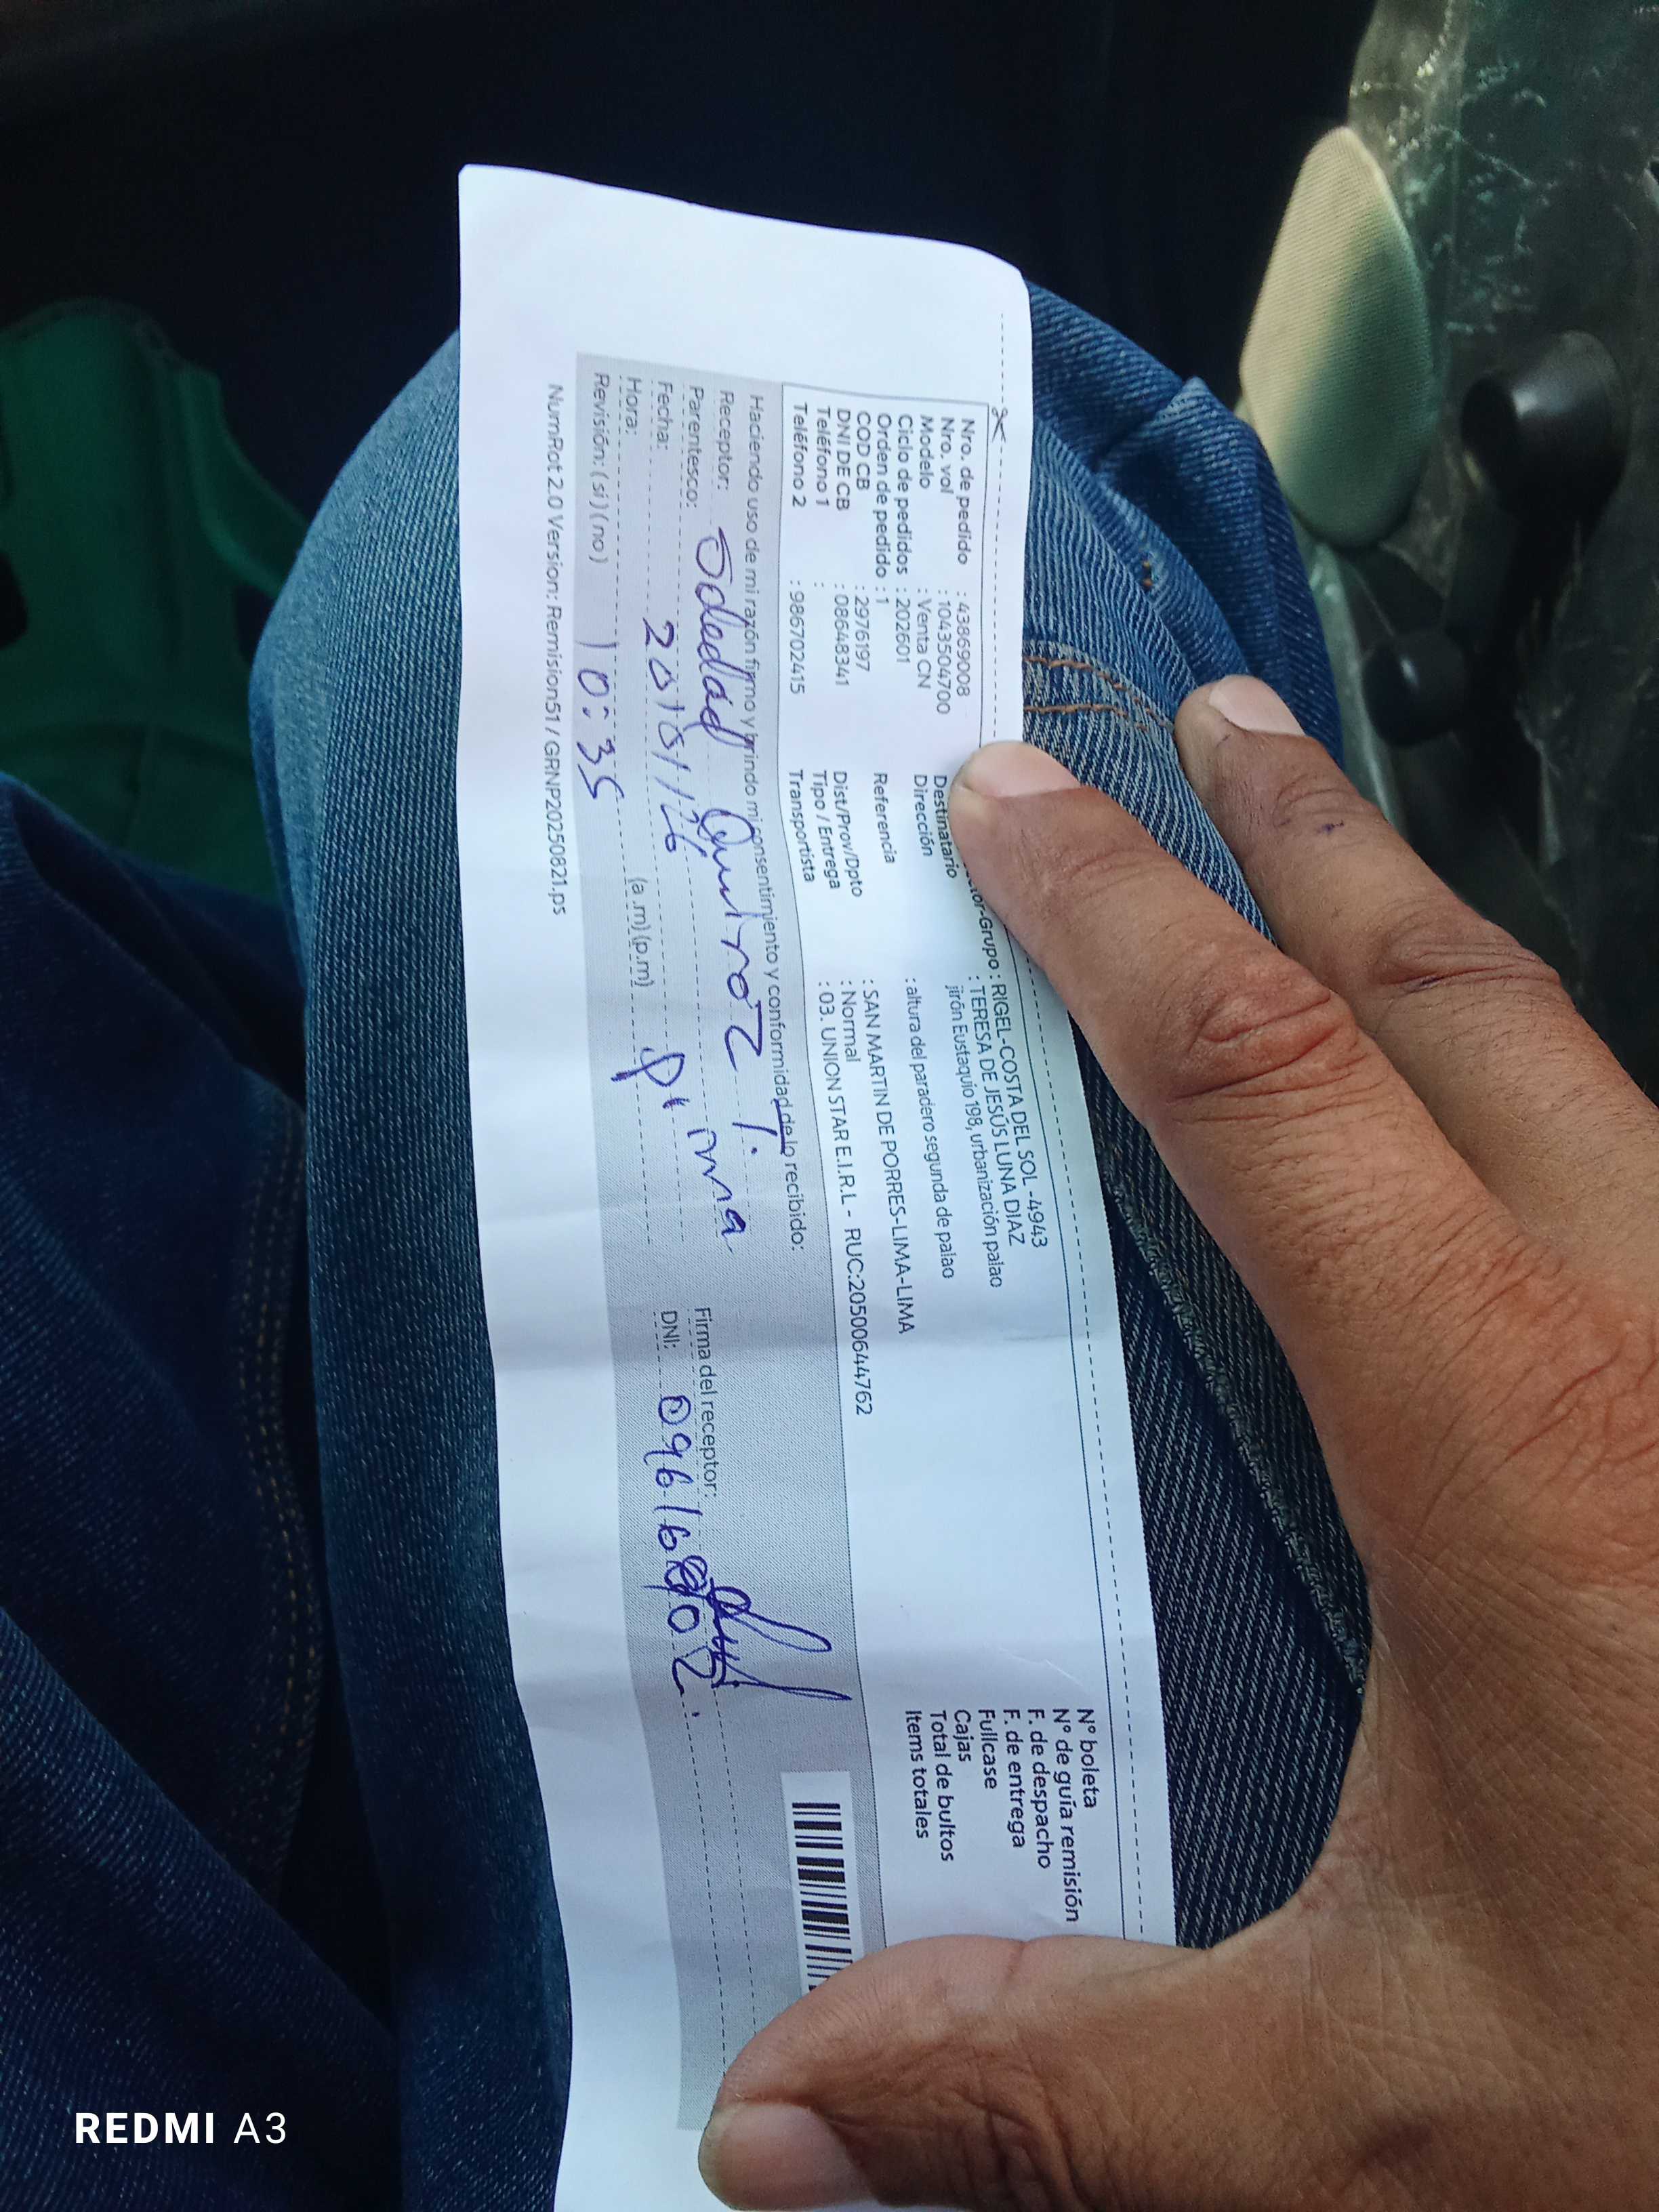 Nro. de pedido : 43869008
Nro. vol : 1043504700
Modelo : Venta CN
Ciclo de pedidos : 202601
Orden de pedido : 1
COD CB : 2976197
DNI DE CB : 08648341
Teléfono 1 :
Teléfono 2 : 986702415
tor-Grupo : RIGEL-COSTA DEL SOL -4943
Destinatario : TERESA DE JESÚS LUNA DIAZ
Dirección jirón Eustaquio 198, urbanización palao
Referencia : altura del paradero segunda de palao
Dist/Prov/Dpto : SAN MARTIN DE PORRES-LIMA-LIMA
Tipo / Entrega : Normal
Transportista : 03. UNION STAR E.I.R.L - RUC:20500644762
N° boleta
N° de guía remisión
F. de despacho
F. de entrega
Fullcase
Cajas
Total de bultos
Items totales
Haciendo uso de mi razón firmo y brindo mi consentimiento y conformidad de lo recibido:
Receptor: Soledad Quiroz /.
Parentesco: Prima
Fecha: 20/01/26
Hora: 10:35 (a.m) (p.m)
Revisión: ( si ) ( no )
Firma del receptor:
DNI:
NumRot 2.0 Version: Remision51 / GRNP20250821.ps
REDMI A3